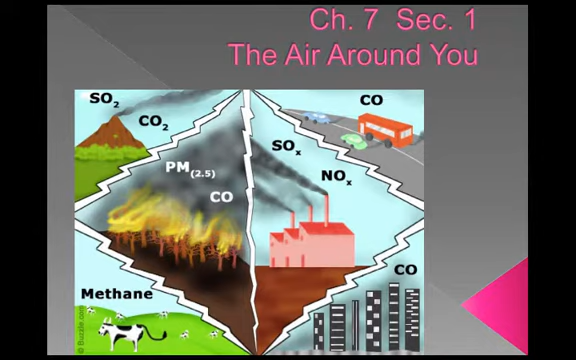 Ch. 7 Sec. 1
The Air Around You
SO2
CO2
PM(2.5)
CO
SOx
NOx
CO
Methane
CO
© Buzzle.com